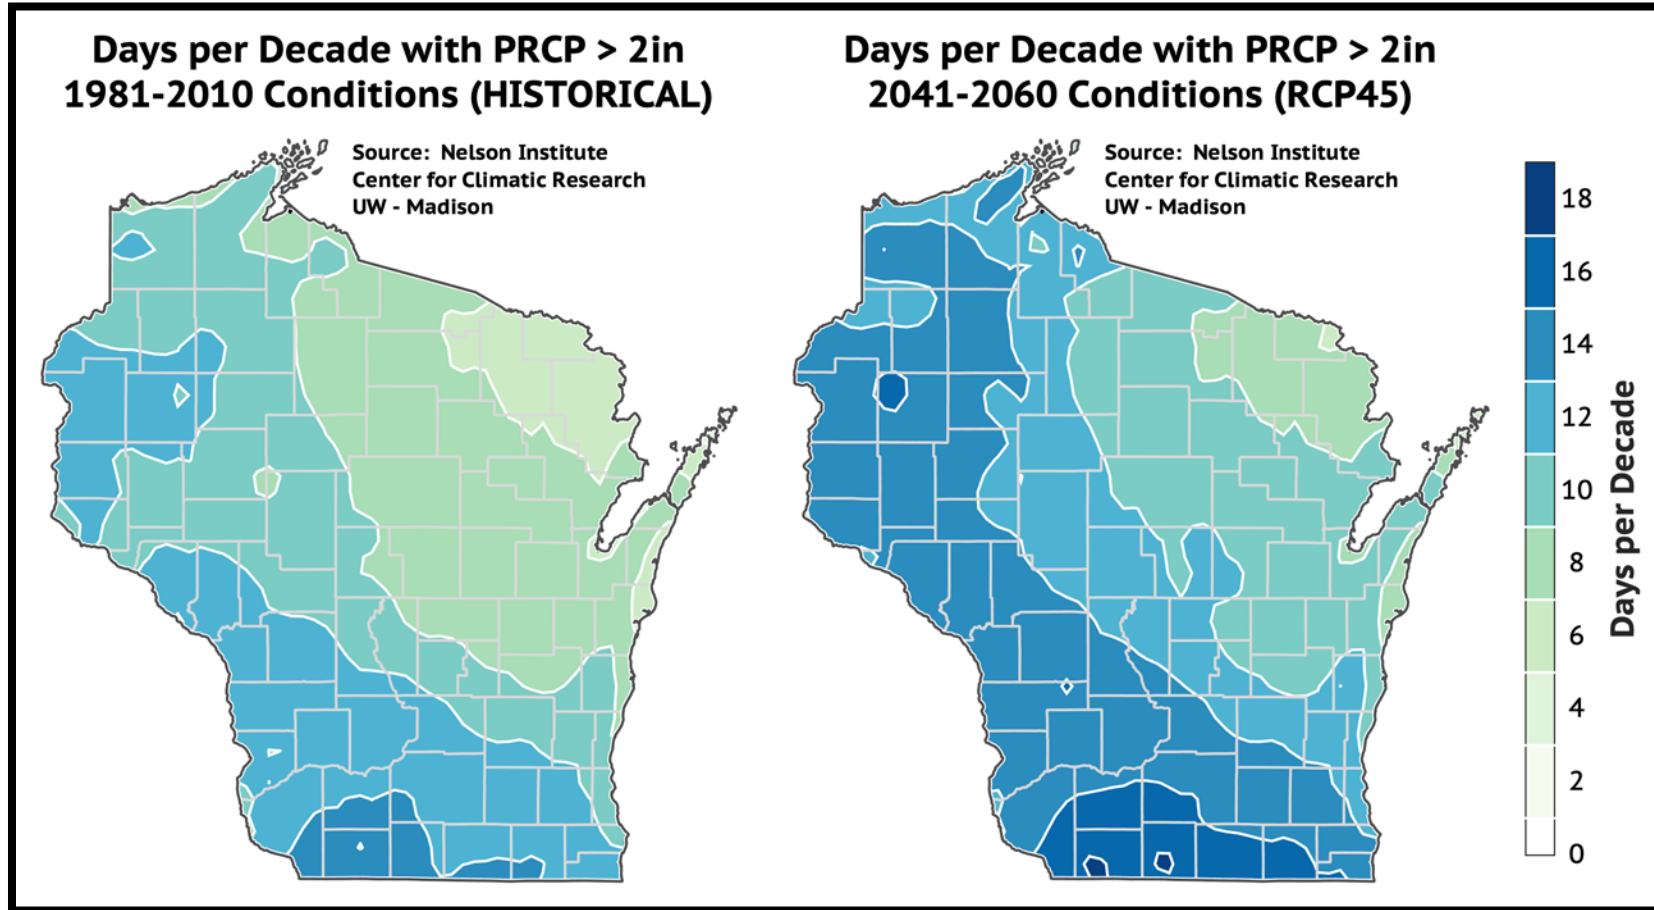 Days per Decade with PRCP > 2in
1981-2010 Conditions (HISTORICAL)
Source:  Nelson Institute
Center for Climatic Research
UW - Madison
Days per Decade with PRCP > 2in
2041-2060 Conditions (RCP45)
Source:  Nelson Institute
Center for Climatic Research
UW - Madison
18
16
14
12
10
8
6
4
2
0
Days per Decade